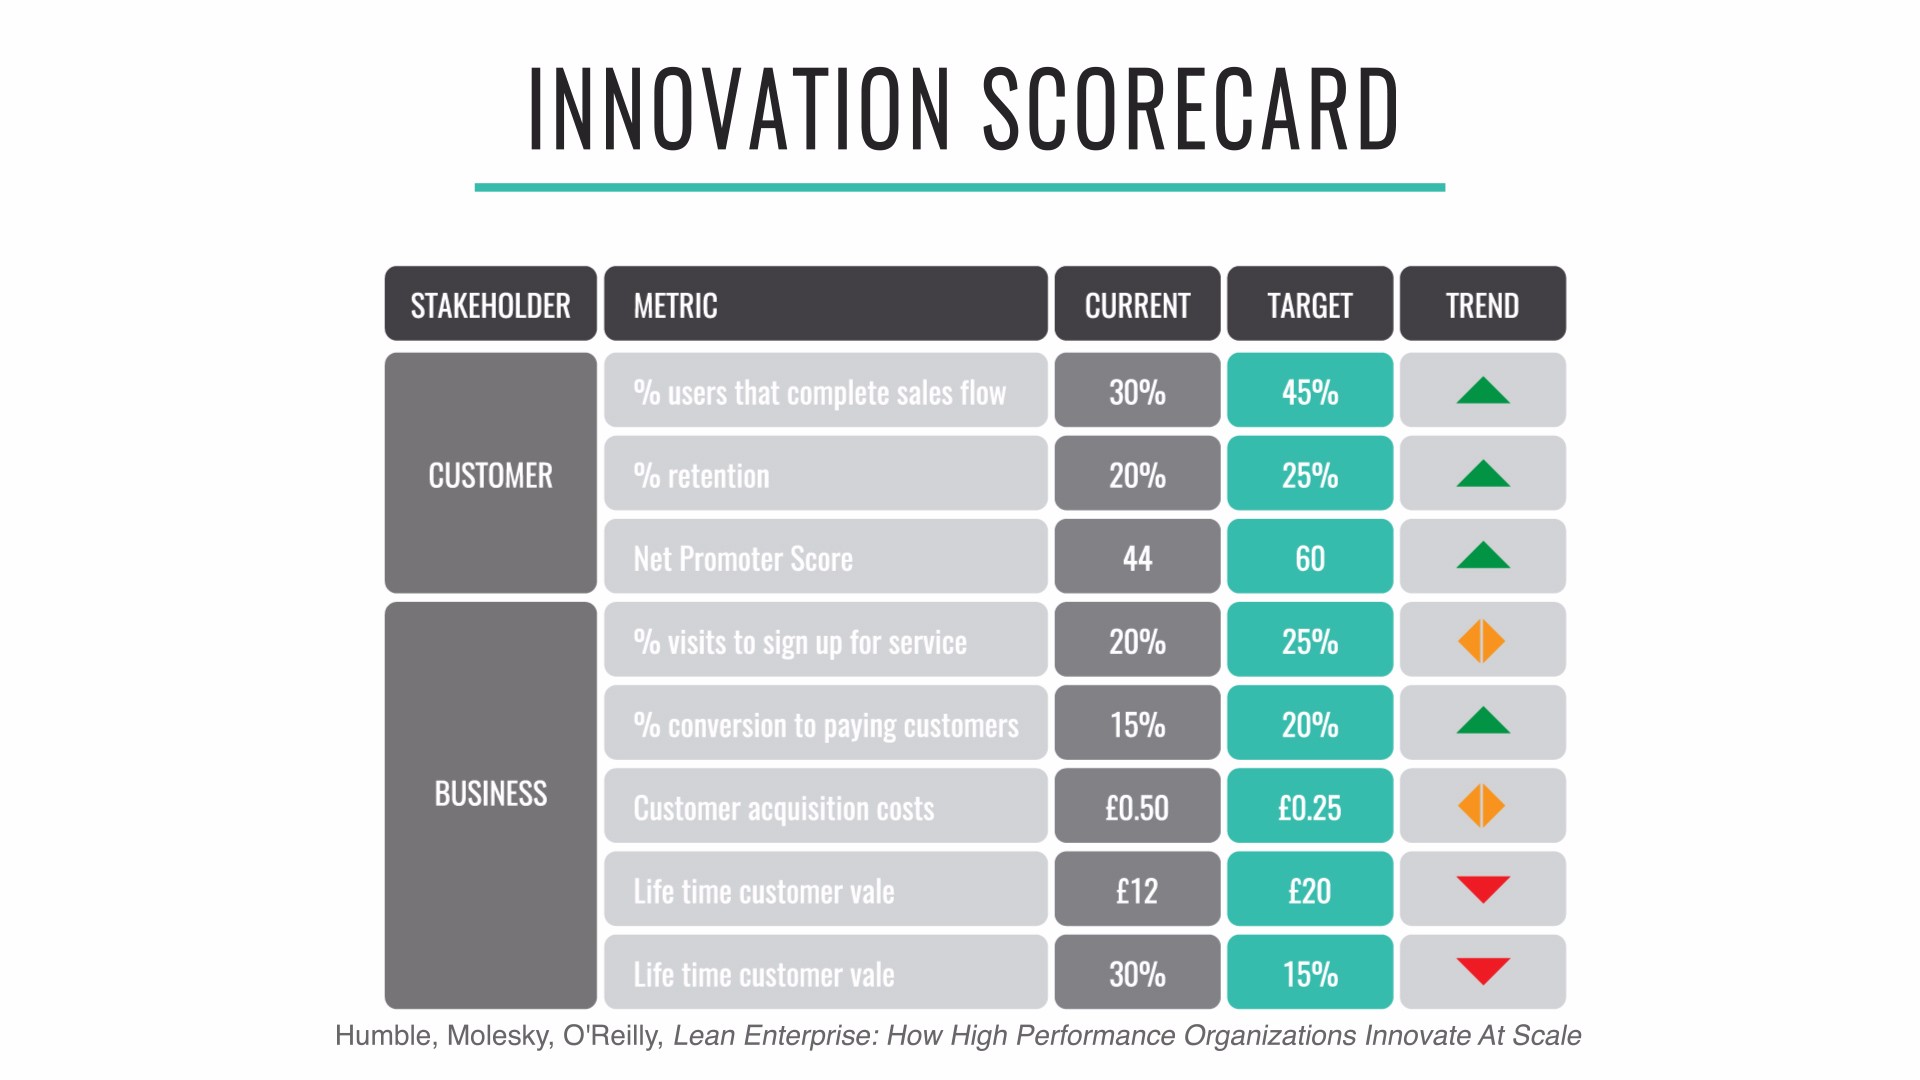 INNOVATION SCORECARD
STAKEHOLDER METRIC CURRENT TARGET TREND
CUSTOMER
% users that complete sales flow 30% 45%
% retention 20% 25%
Net Promoter Score 44 60
BUSINESS
% visits to sign up for service 20% 25%
% conversion to paying customers 15% 20%
Customer acquisition costs £0.50 £0.25
Life time customer vale £12 £20
Life time customer vale 30% 15%
Humble, Molesky, O'Reilly, Lean Enterprise: How High Performance Organizations Innovate At Scale